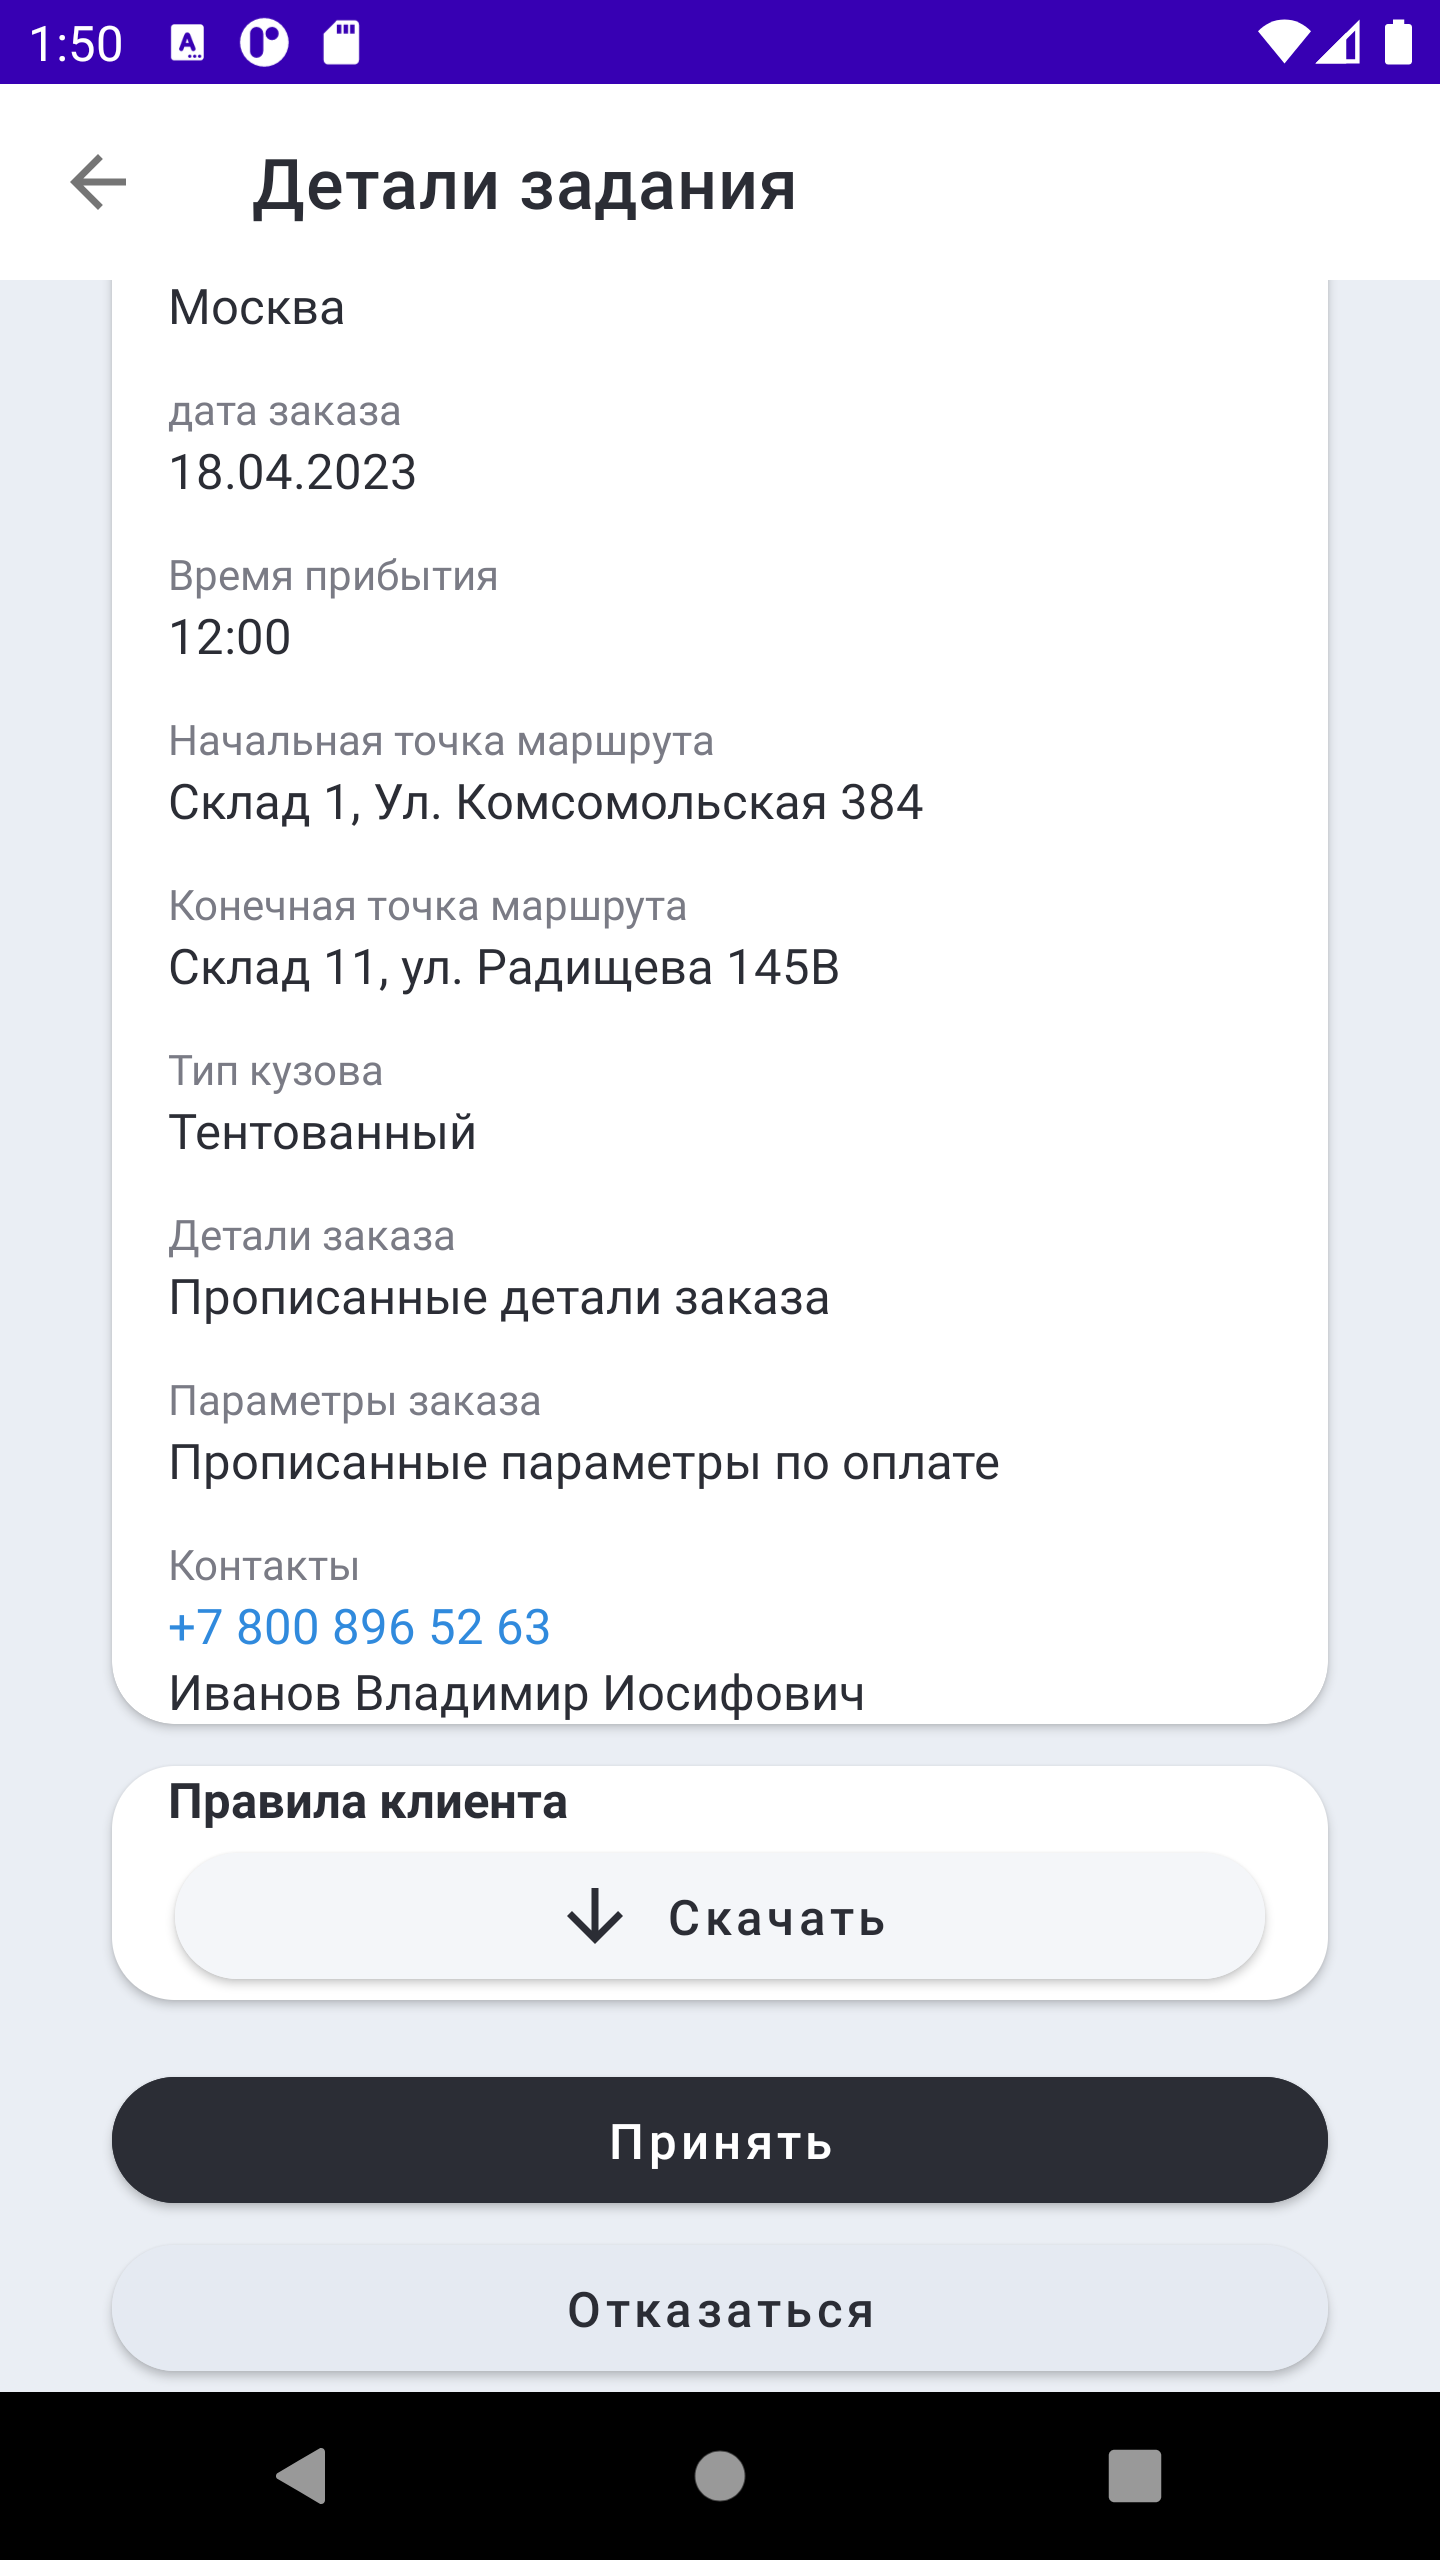 1:50
Детали задания
Москва
дата заказа
18.04.2023
Время прибытия
12:00
Начальная точка маршрута
Склад 1, Ул. Комсомольская 384
Конечная точка маршрута
Склад 11, ул. Радищева 145В
Тип кузова
Тентованный
Детали заказа
Прописанные детали заказа
Параметры заказа
Прописанные параметры по оплате
Контакты
+7 800 896 52 63
Иванов Владимир Иосифович
Правила клиента
Скачать
Принять
Отказаться